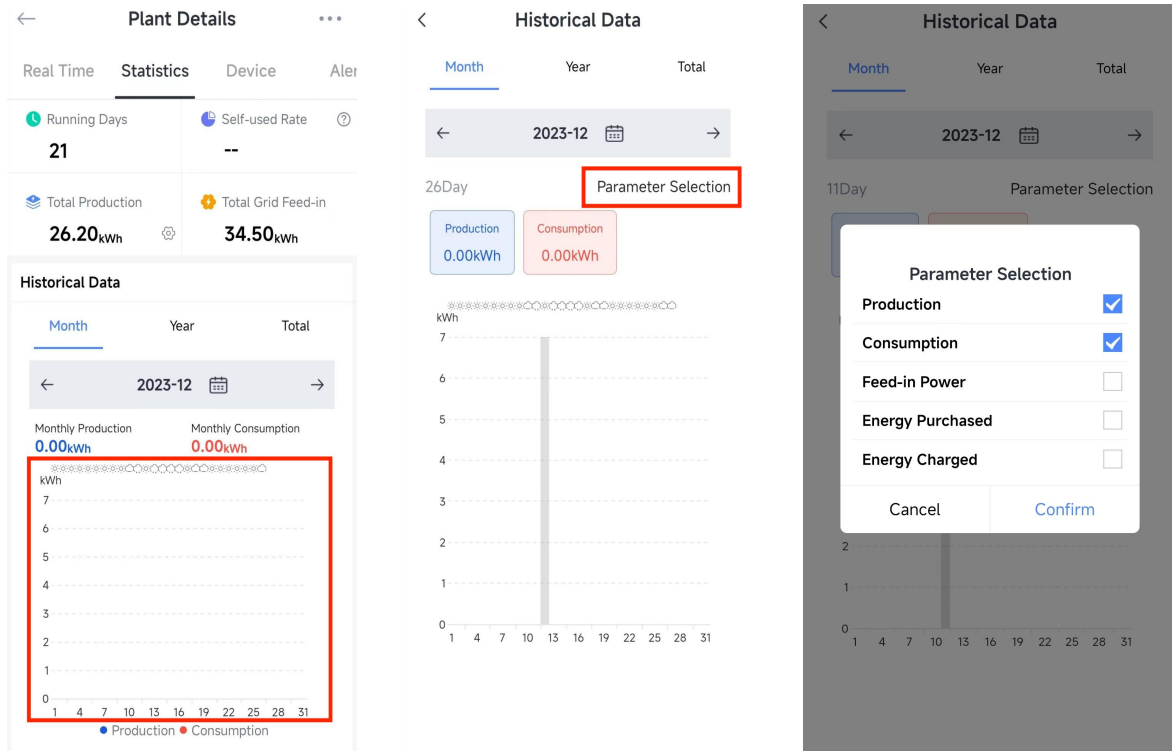 Plant Details
Real Time Statistics Device Aler
Running Days
21
Self-used Rate
--
Total Production
26.20kWh
Total Grid Feed-in
34.50kWh
Historical Data
Month Year Total
2023-12
Monthly Production Monthly Consumption
0.00kWh 0.00kWh
kWh
7
6
5
4
3
2
1
0
1 4 7 10 13 16 19 22 25 28 31
Production Consumption
Historical Data
Month Year Total
2023-12
26Day Parameter Selection
Production Consumption
0.00kWh 0.00kWh
kWh
7
6
5
4
3
2
1
0
1 4 7 10 13 16 19 22 25 28 31
Historical Data
Month Year Total
2023-12
11Day Parameter Selection
Parameter Selection
Production
Consumption
Feed-in Power
Energy Purchased
Energy Charged
Cancel Confirm
2
1
0
1 4 7 10 13 16 19 22 25 28 31